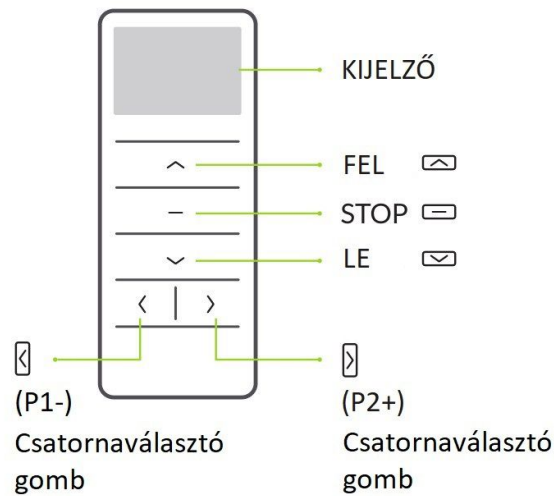 KIJELZŐ
FEL
STOP
LE
(P1-)
Csatornaválasztó
gomb
(P2+)
Csatornaválasztó
gomb